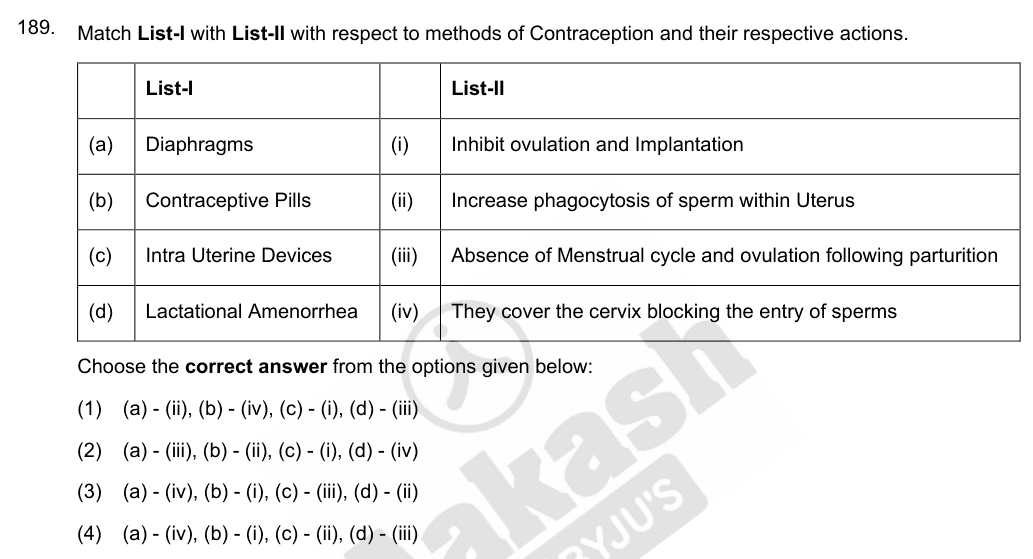 189. Match List-I with List-II with respect to methods of Contraception and their respective actions.
List-I List-II
(a) Diaphragms (i) Inhibit ovulation and Implantation
(b) Contraceptive Pills (ii) Increase phagocytosis of sperm within Uterus
(c) Intra Uterine Devices (iii) Absence of Menstrual cycle and ovulation following parturition
(d) Lactational Amenorrhea (iv) They cover the cervix blocking the entry of sperms
Choose the correct answer from the options given below:
(1) (a) - (ii), (b) - (iv), (c) - (i), (d) - (iii)
(2) (a) - (iii), (b) - (ii), (c) - (i), (d) - (iv)
(3) (a) - (iv), (b) - (i), (c) - (iii), (d) - (ii)
(4) (a) - (iv), (b) - (i), (c) - (ii), (d) - (iii)
akash
BYJU'S